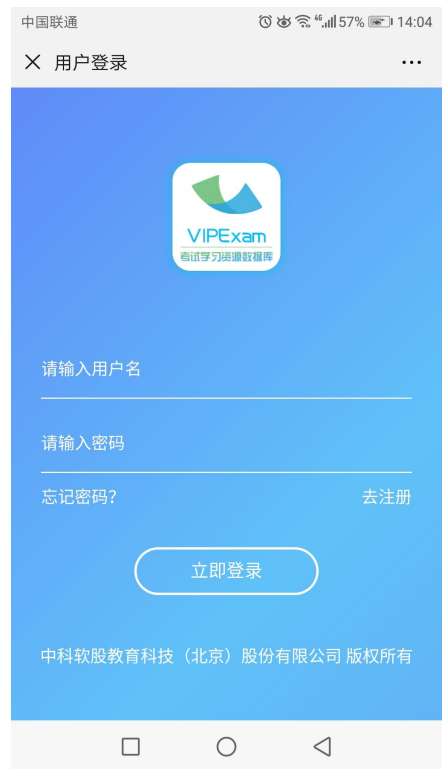 中国联通 46 57% 14:04
用户登录
VIPExam
考试学习资源数据库
请输入用户名
请输入密码
忘记密码? 去注册
立即登录
中科软股教育科技（北京）股份有限公司 版权所有